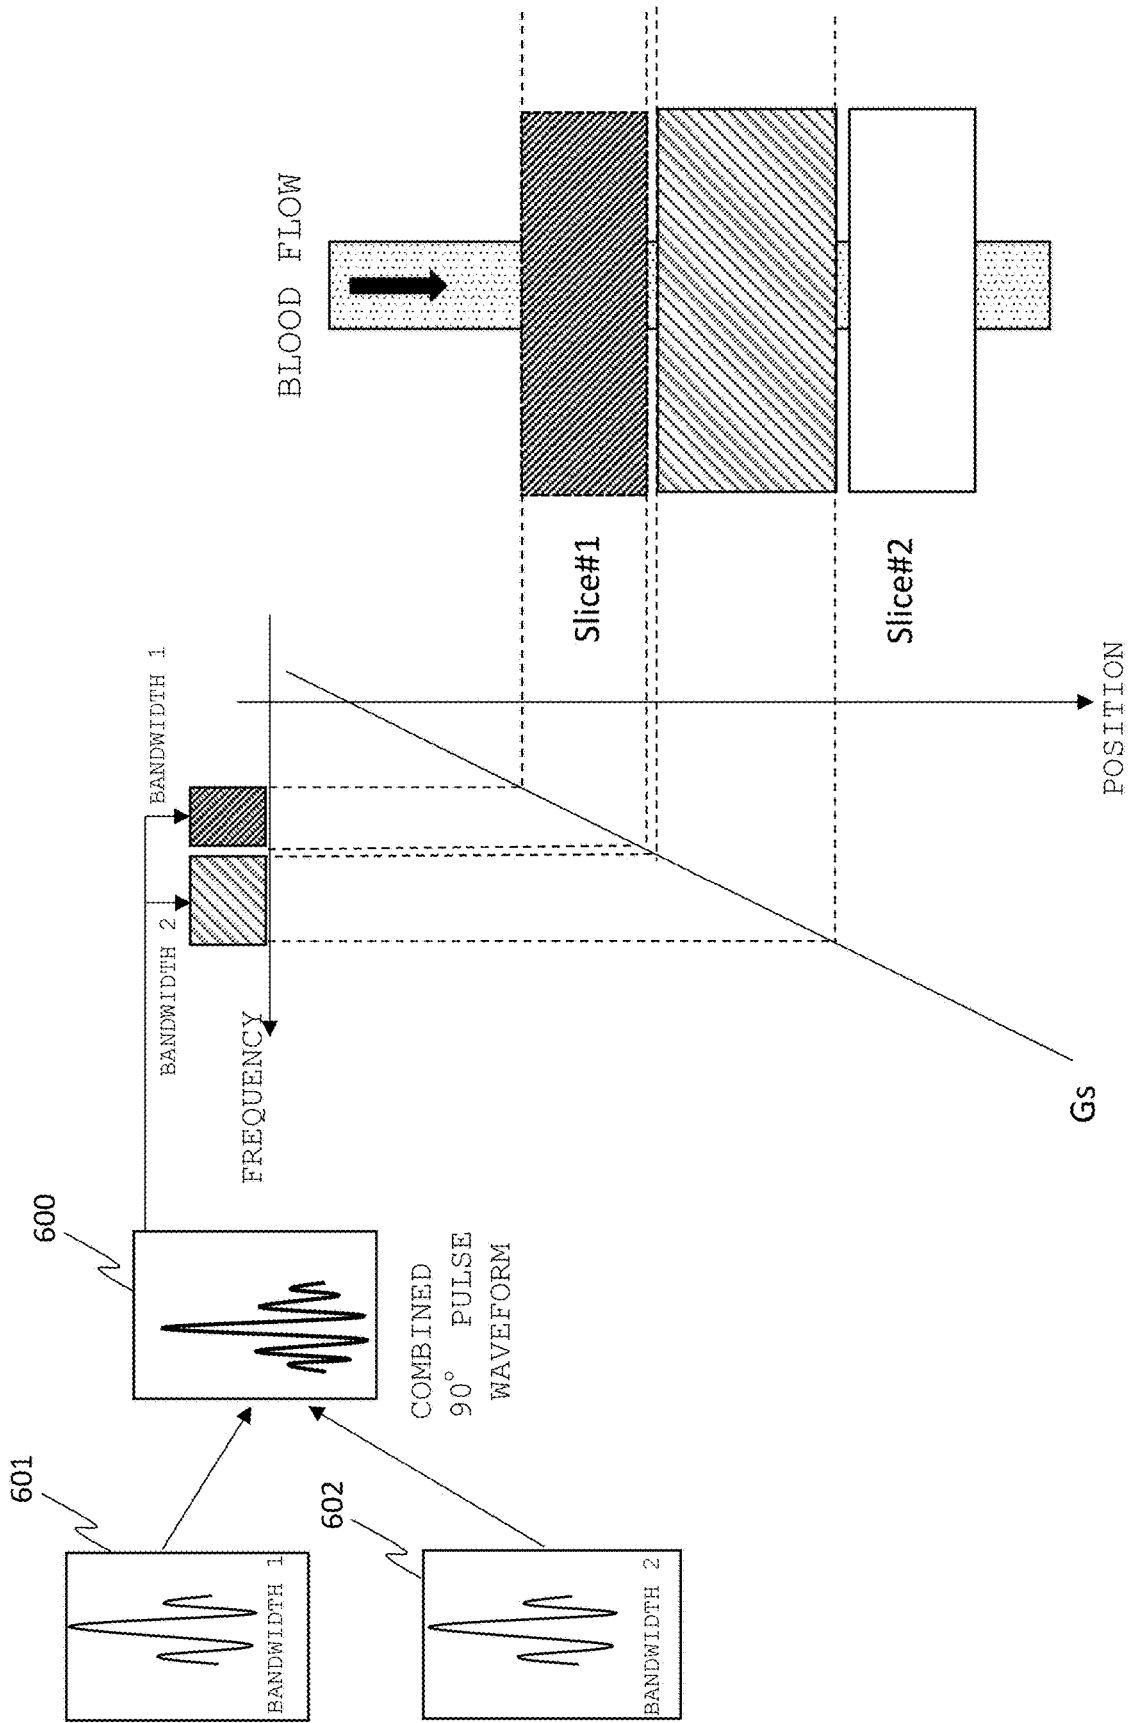 601
BANDWIDTH 1
602
BANDWIDTH 2
600
COMBINED
90° PULSE
WAVEFORM
BANDWIDTH 2
BANDWIDTH 1
FREQUENCY
Gs
POSITION
BLOOD FLOW
Slice#1
Slice#2